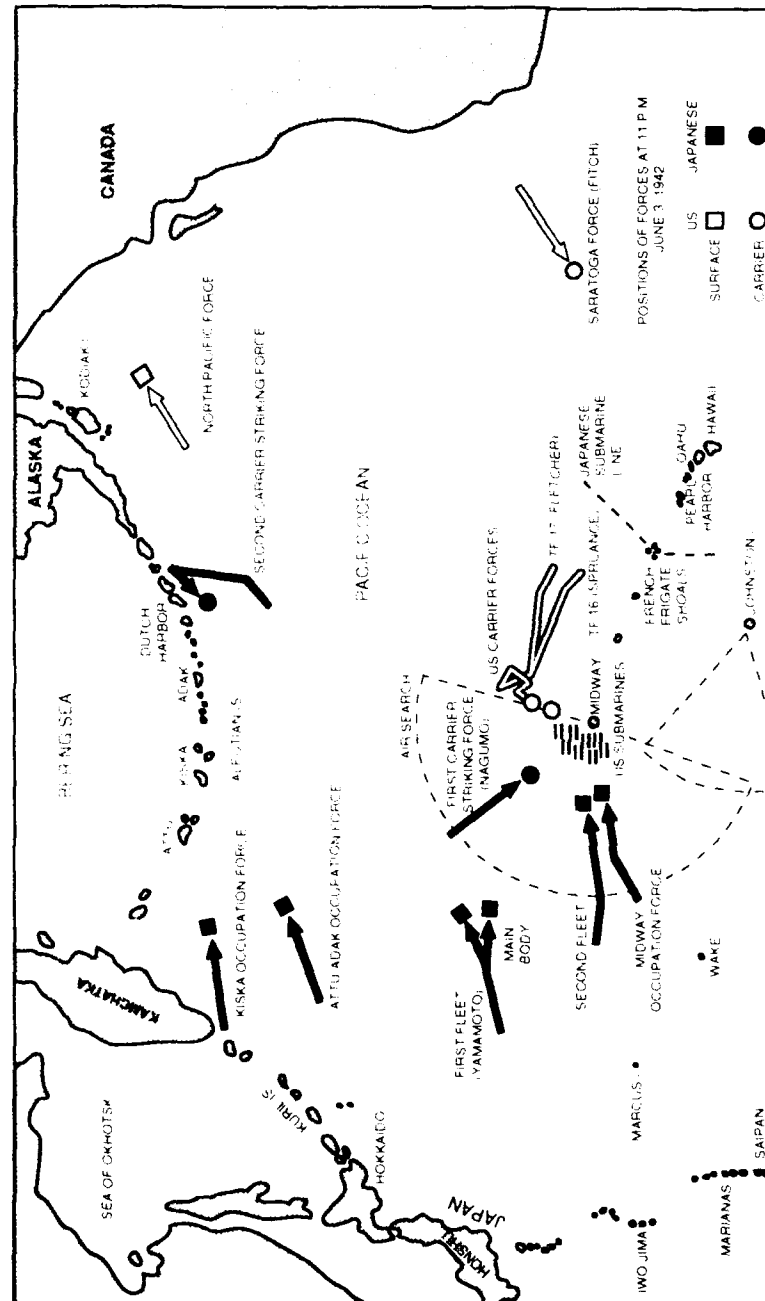 CANADA
ALASKA
KODIAK
NORTH PACIFIC FORCE
SECOND CARRIER STRIKING FORCE
DUTCH
HARBOR
BERING SEA
ADAK
KISKA
ATTU
ALEUTIANS
KAMCHATKA
KISKA OCCUPATION FORCE
ATTU ADAK OCCUPATION FORCE
SEA OF OKHOTSK
KURILES
HOKKAIDO
JAPAN
HONSHU
PACIFIC OCEAN
SARATOGA FORCE (FITCH)
POSITIONS OF FORCES AT 11 P M
JUNE 3 1942
US
JAPANESE
SURFACE
CARRIER
US CARRIER FORCES
TF 17 (FLETCHER)
TF 16 (SPRUANCE)
JAPANESE
SUBMARINE
LINE
AIR SEARCH
FIRST CARRIER
STRIKING FORCE
(NAGUMO)
MIDWAY
US SUBMARINES
FRENCH
FRIGATE
SHOALS
PEARL
HARBOR
OAHU
HAWAII
JOHNSTON
FIRST FLEET
(YAMAMOTO)
MAIN
BODY
SECOND FLEET
MIDWAY
OCCUPATION FORCE
WAKE
MARCUS
IWO JIMA
MARIANAS
SAIPAN